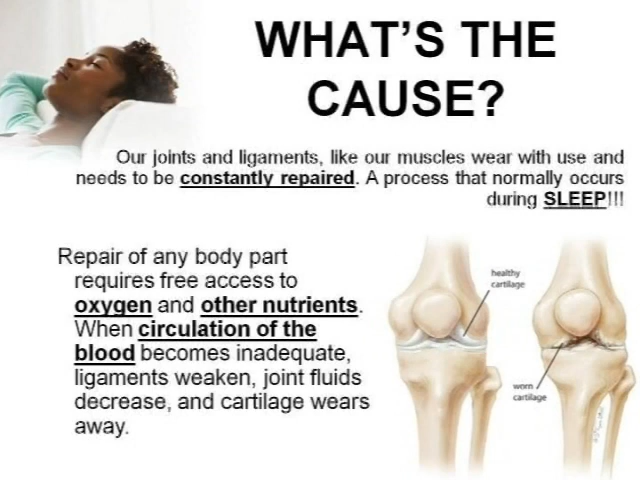 WHAT'S THE
CAUSE?
Our joints and ligaments, like our muscles wear with use and
needs to be constantly repaired. A process that normally occurs
during SLEEP!!!
Repair of any body part
requires free access to
oxygen and other nutrients.
When circulation of the
blood becomes inadequate,
ligaments weaken, joint fluids
decrease, and cartilage wears
away.
healthy
cartilage
worn
cartilage